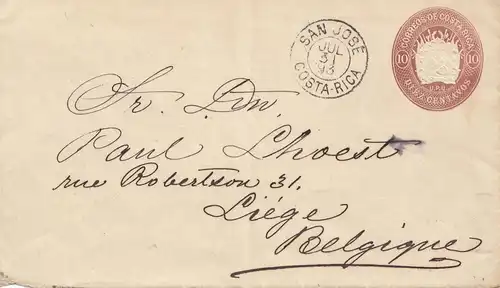 SAN JOSÉ
JUL
31
93
COSTA-RICA
CORREOS DE COSTA RICA
10 10
U.P.U.
DIEZ CENTAVOS
Sr. Dn.
Paul Lhoest
rue Robertson 31.
Liége
Belgique